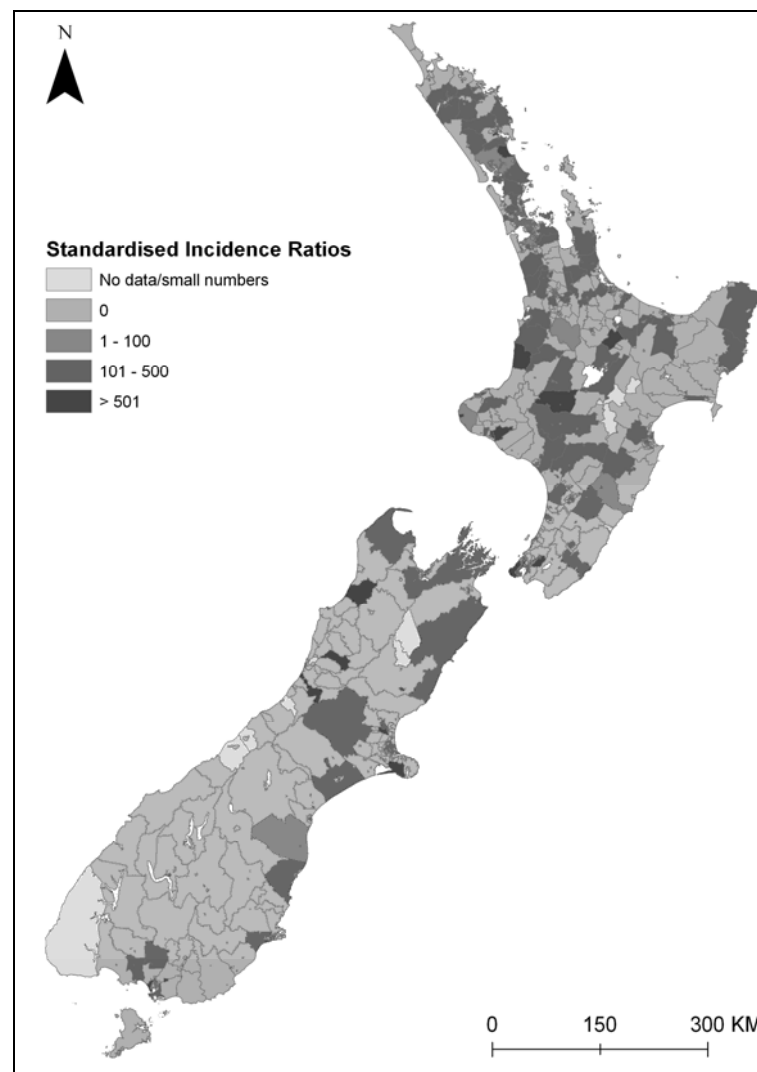 N
Standardised Incidence Ratios
No data/small numbers
0
1 - 100
101 - 500
> 501
0 150 300 KM